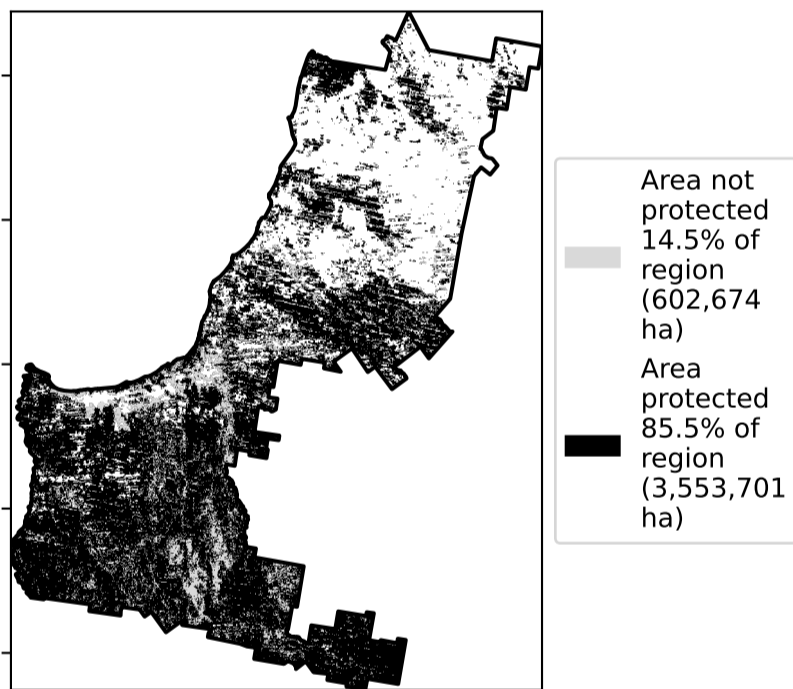 Area not
protected
14.5% of
region
(602,674
ha)
Area
protected
85.5% of
region
(3,553,701
ha)